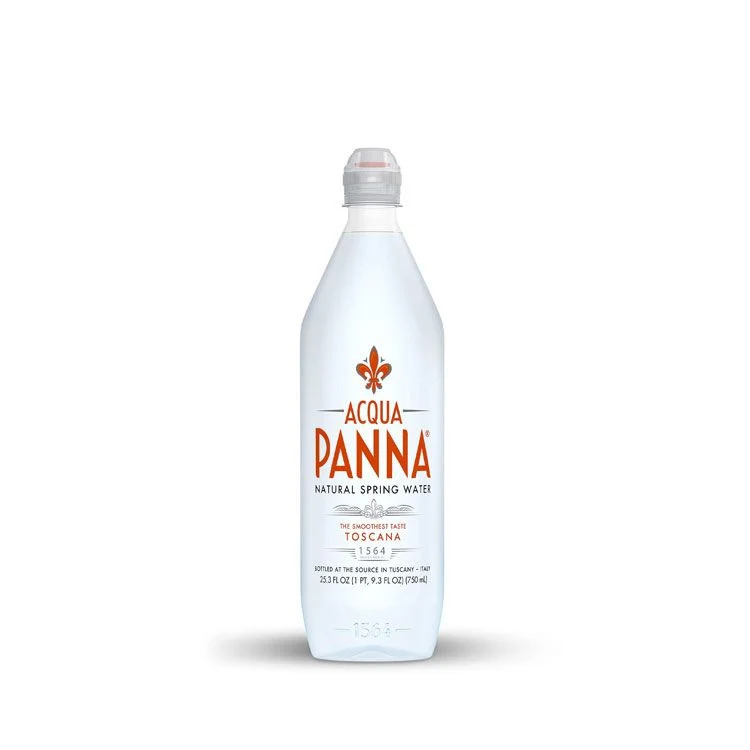 ACQUA
PANNA®
NATURAL SPRING WATER
THE SMOOTHEST TASTE
TOSCANA
1564
BOTTLED AT THE SOURCE IN TUSCANY - ITALY
25.3 FL OZ (1 PT, 9.3 FL OZ) (750 mL)
1564